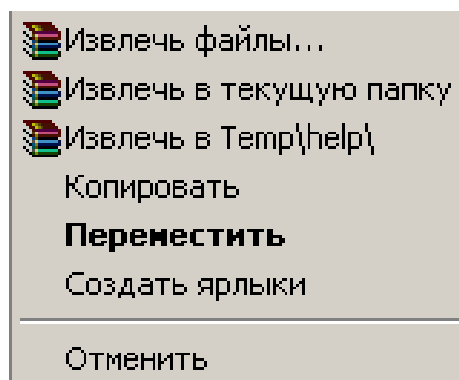 Извлечь файлы...
Извлечь в текущую папку
Извлечь в Temp\help\
Копировать
Переместить
Создать ярлыки
Отменить